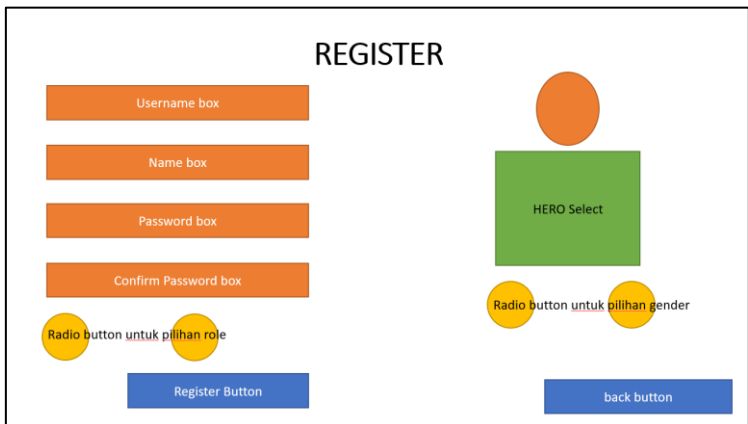 REGISTER
Username box
Name box
Password box
Confirm Password box
Radio button untuk pilihan role
Register Button
HERO Select
Radio button untuk pilihan gender
back button